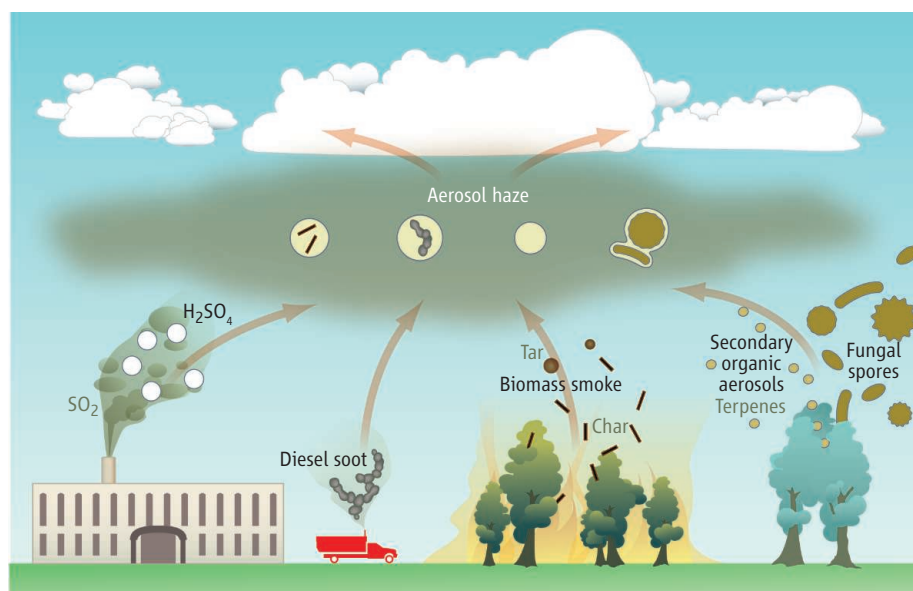 Aerosol haze
H₂SO₄
SO₂
Diesel soot
Tar
Biomass smoke
Char
Secondary
organic
aerosols
Terpenes
Fungal
spores